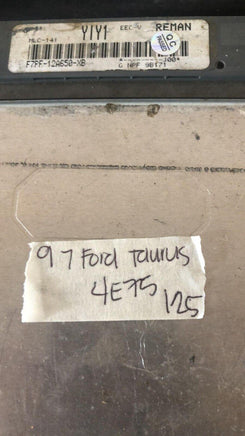 YIY1 EEC-V REMAN
MLC-141
F7PF-12A650-XB
97 Ford Taurus
4E75
125